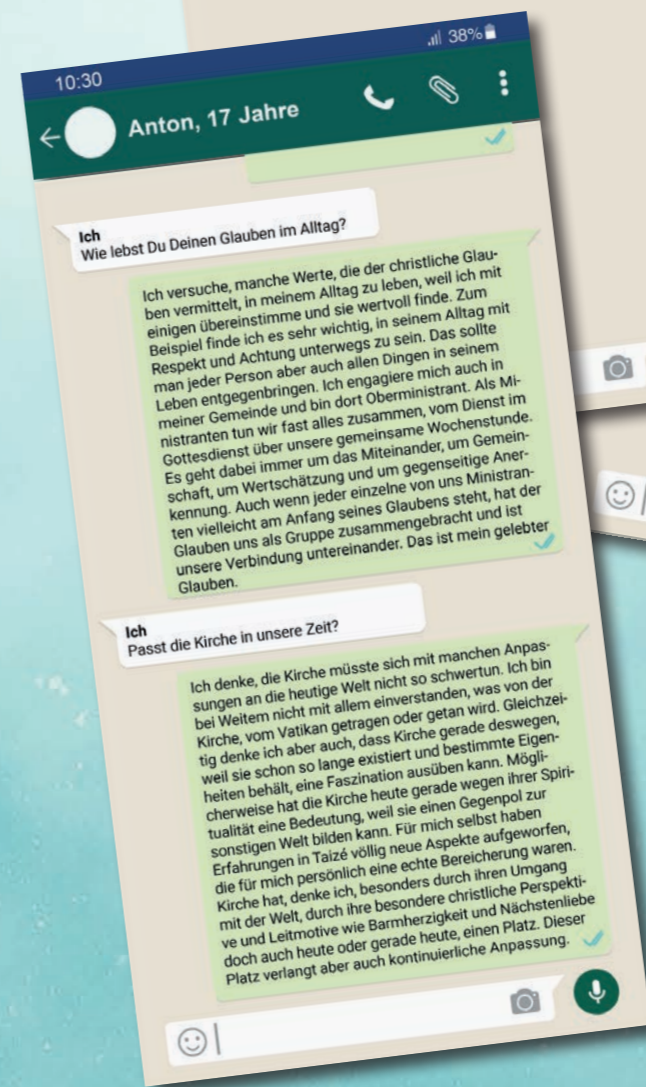 10:30
38%
Anton, 17 Jahre
Ich
Wie lebst Du Deinen Glauben im Alltag?
Ich versuche, manche Werte, die der christliche Glau-
ben vermittelt, in meinem Alltag zu leben, weil ich mit
einigen übereinstimme und sie wertvoll finde. Zum
Beispiel finde ich es sehr wichtig, in seinem Alltag mit
Respekt und Achtung unterwegs zu sein. Das sollte
man jeder Person aber auch allen Dingen in seinem
Leben entgegenbringen. Ich engagiere mich auch in
meiner Gemeinde und bin dort Oberministrant. Als Mi-
nistranten tun wir fast alles zusammen, vom Dienst im
Gottesdienst über unsere gemeinsame Wochenstunde.
Es geht dabei immer um das Miteinander, um Gemein-
schaft, um Wertschätzung und um gegenseitige Aner-
kennung. Auch wenn jeder einzelne von uns Ministran-
ten vielleicht am Anfang seines Glaubens steht, hat der
Glauben uns als Gruppe zusammengebracht und ist
unsere Verbindung untereinander. Das ist mein gelebter
Glauben.
Ich
Passt die Kirche in unsere Zeit?
Ich denke, die Kirche müsste sich mit manchen Anpas-
sungen an die heutige Welt nicht so schwertun. Ich bin
bei Weitem nicht mit allem einverstanden, was von der
Kirche, vom Vatikan getragen oder getan wird. Gleichzei-
tig denke ich aber auch, dass Kirche gerade deswegen,
weil sie schon so lange existiert und bestimmte Eigen-
heiten behält, eine Faszination ausüben kann. Mögli-
cherweise hat die Kirche heute gerade wegen ihrer Spiri-
tualität eine Bedeutung, weil sie einen Gegenpol zur
sonstigen Welt bilden kann. Für mich selbst haben
Erfahrungen in Taizé völlig neue Aspekte aufgeworfen,
die für mich persönlich eine echte Bereicherung waren.
Kirche hat, denke ich, besonders durch ihren Umgang
mit der Welt, durch ihre besondere christliche Perspekti-
ve und Leitmotive wie Barmherzigkeit und Nächstenliebe
doch auch heute oder gerade heute, einen Platz. Dieser
Platz verlangt aber auch kontinuierliche Anpassung.